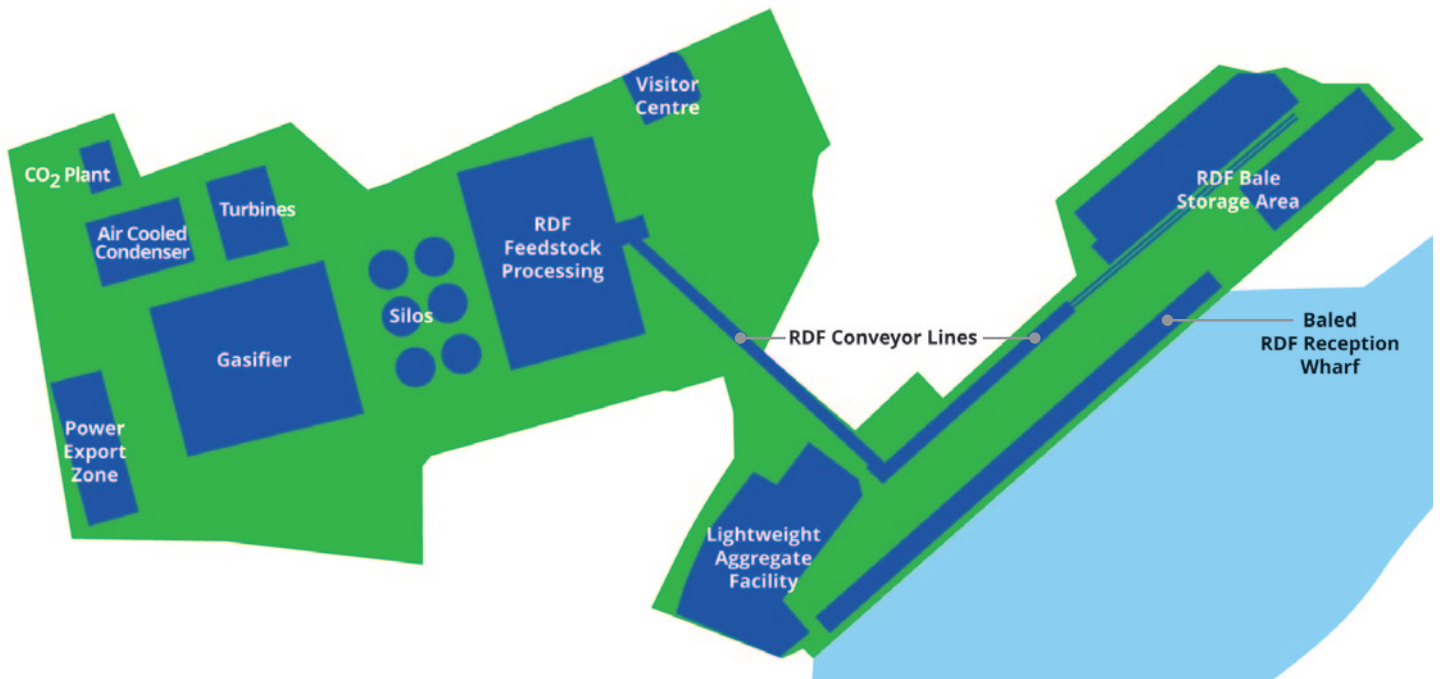 Visitor
Centre
CO2 Plant
Turbines
Air Cooled
Condenser
RDF
Feedstock
Processing
RDF Bale
Storage Area
Silos
Gasifier
RDF Conveyor Lines
Baled
RDF Reception
Wharf
Power
Export
Zone
Lightweight
Aggregate
Facility